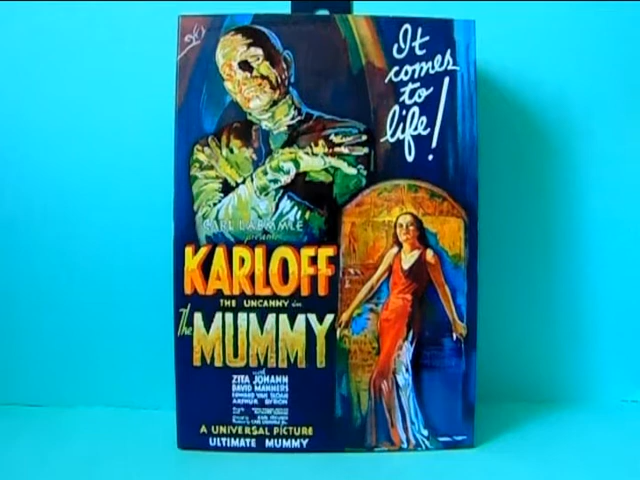 It
comes
to
life!
CARL LAEMMLE
presents
KARLOFF
THE UNCANNY in
The
MUMMY
with
ZITA JOHANN
DAVID MANNERS
EDWARD VAN SLOAN
ARTHUR BYRON
A UNIVERSAL PICTURE
ULTIMATE MUMMY